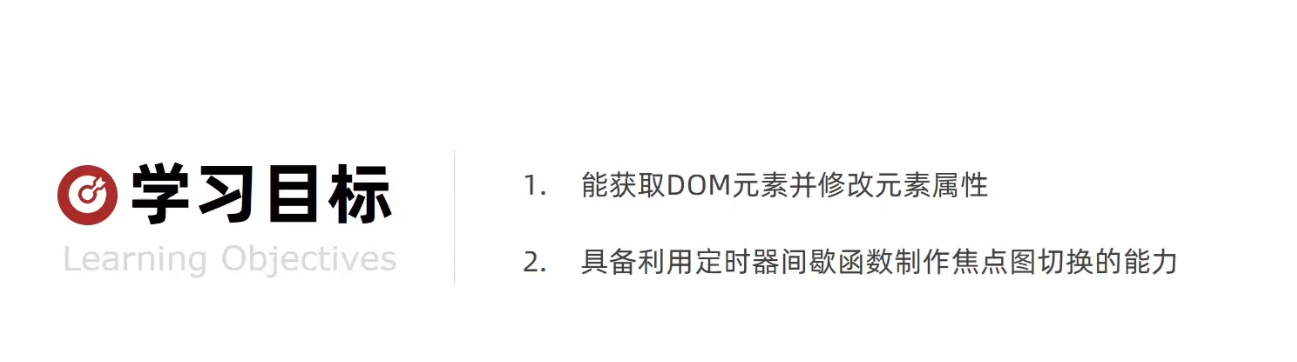 学习目标
Learning Objectives
1. 能获取DOM元素并修改元素属性
2. 具备利用定时器间歇函数制作焦点图切换的能力